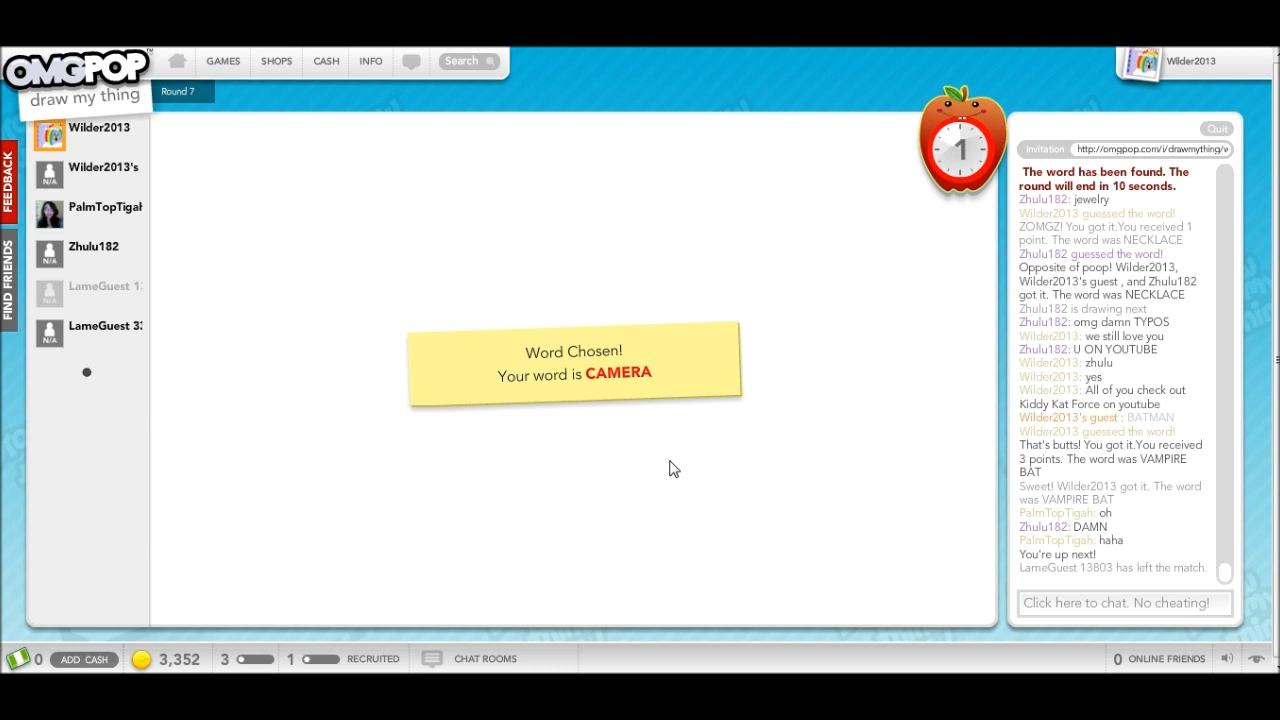 OMGPOP
draw my thing
GAMES
SHOPS
CASH
INFO
Search
Wilder2013
Round 7
FEEDBACK
FIND FRIENDS
Wilder2013
Wilder2013's
N/A
PalmTopTigah
Zhulu182
N/A
LameGuest 1
N/A
LameGuest 3
N/A
Word Chosen!
Your word is CAMERA
1
Quit
Invitation http://omgpop.com/i/drawmything/
The word has been found. The
round will end in 10 seconds.
Zhulu182: jewelry
Wilder2013 guessed the word!
ZOMGZ! You got it.You received 1
point. The word was NECKLACE
Zhulu182 guessed the word!
Opposite of poop! Wilder2013,
Wilder2013's guest , and Zhulu182
got it. The word was NECKLACE
Zhulu182 is drawing next
Zhulu182: omg damn TYPOS
Wilder2013: we still love you
Zhulu182: U ON YOUTUBE
Wilder2013: zhulu
Wilder2013: yes
Wilder2013: All of you check out
Kiddy Kat Force on youtube
Wilder2013's guest : BATMAN
Wilder2013 guessed the word!
That's butts! You got it.You received
3 points. The word was VAMPIRE
BAT
Sweet! Wilder2013 got it. The word
was VAMPIRE BAT
PalmTopTigah: oh
Zhulu182: DAMN
PalmTopTigah: haha
You're up next!
LameGuest 13803 has left the match.
Click here to chat. No cheating!
0 ADD CASH
3,352
3
1
RECRUITED
CHAT ROOMS
0 ONLINE FRIENDS